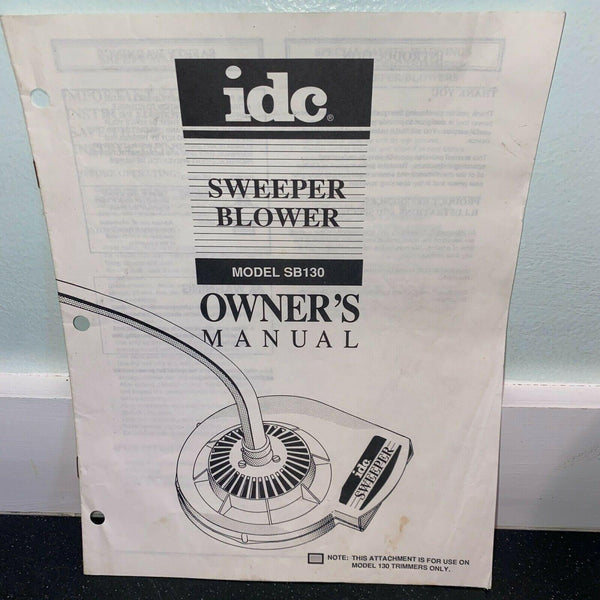 idc®
SWEEPER
BLOWER
MODEL SB130
OWNER'S
MANUAL
idc
SWEEPER
NOTE: THIS ATTACHMENT IS FOR USE ON
MODEL 130 TRIMMERS ONLY.